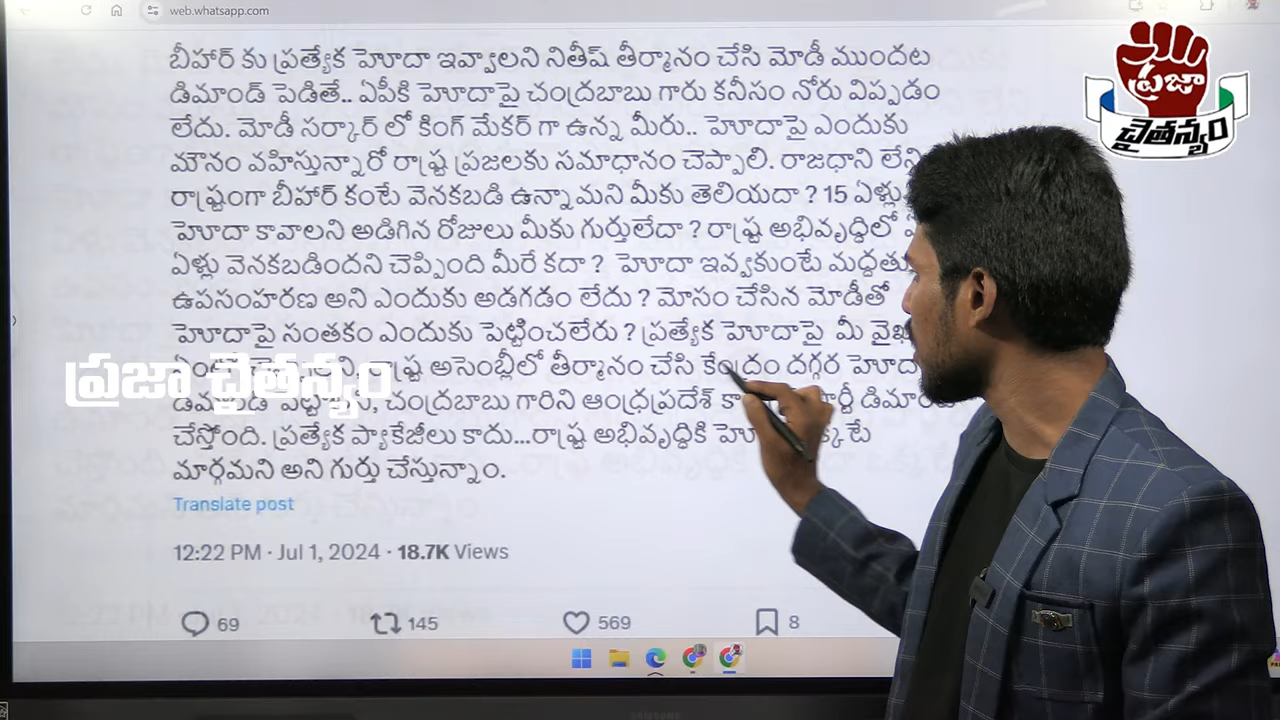 web.whatsapp.com
బీహార్ కు ప్రత్యేక హెూదా ఇవ్వాలని నితీష్ తీర్మానం చేసి మోడీ ముందట
డిమాండ్ పెడితే.. ఏపీకి హెూదాపై చంద్రబాబు గారు కనీసం నోరు విప్పడం
లేదు. మోడీ సర్కార్ లో కింగ్ మేకర్ గా ఉన్న మీరు.. హెూదాపై ఎందుకు
మౌనం వహిస్తున్నారో రాష్ట్ర ప్రజలకు సమాధానం చెప్పాలి. రాజధాని లేని
రాష్ట్రంగా బీహార్ కంటే వెనకబడి ఉన్నామని మీకు తెలియదా ? 15 ఏళ్లు
హెూదా కావాలని అడిగిన రోజులు మీకు గుర్తులేదా ? రాష్ట్ర అభివృద్ధిలో
ఏళ్లు వెనకబడిందని చెప్పింది మీరే కదా ? హెూదా ఇవ్వకుంటే మద్దతు
ఉపసంహరణ అని ఎందుకు అడగడం లేదు ? మోసం చేసిన మోడీతో
హెూదాపై సంతకం ఎందుకు పెట్టించలేరు ? ప్రత్యేక హెూదాపై మీ
రాష్ట్ర అసెంబ్లీలో తీర్మానం చేసి కేంద్రం దగ్గర హెూదా
చంద్రబాబు గారిని ఆంధ్రప్రదేశ్
చేస్తోంది. ప్రత్యేక ప్యాకేజీలు కాదు...రాష్ట్ర అభివృద్ధికి
మార్గమని అని గుర్తు చేస్తున్నాం.
Translate post
12:22 PM · Jul 1, 2024 · 18.7K Views
69 145 569 8
ప్రజా చైతన్యం
ప్రజా
చైతన్యం